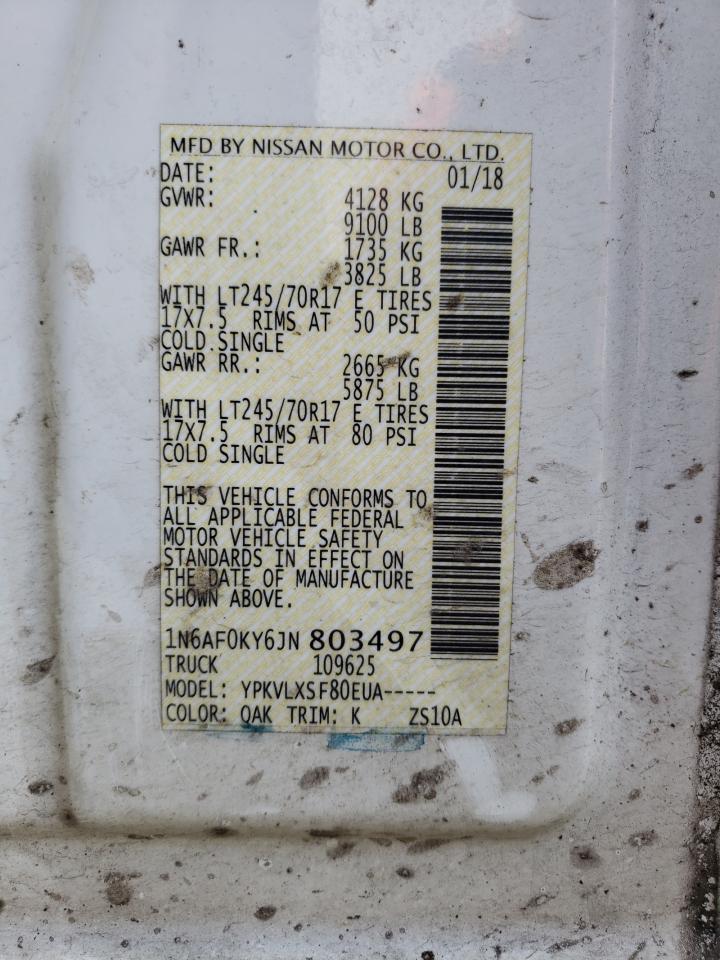 MFD BY NISSAN MOTOR CO., LTD.
DATE: 01/18
GVWR: 4128 KG
9100 LB
GAWR FR.: 1735 KG
3825 LB
WITH LT245/70R17 E TIRES
17X7.5 RIMS AT 50 PSI
COLD SINGLE
GAWR RR.: 2665 KG
5875 LB
WITH LT245/70R17 E TIRES
17X7.5 RIMS AT 80 PSI
COLD SINGLE
THIS VEHICLE CONFORMS TO
ALL APPLICABLE FEDERAL
MOTOR VEHICLE SAFETY
STANDARDS IN EFFECT ON
THE DATE OF MANUFACTURE
SHOWN ABOVE.
1N6AF0KY6JN 803497
TRUCK 109625
MODEL: YPKVLXSF80EUA-----
COLOR: QAK TRIM: K ZS10A